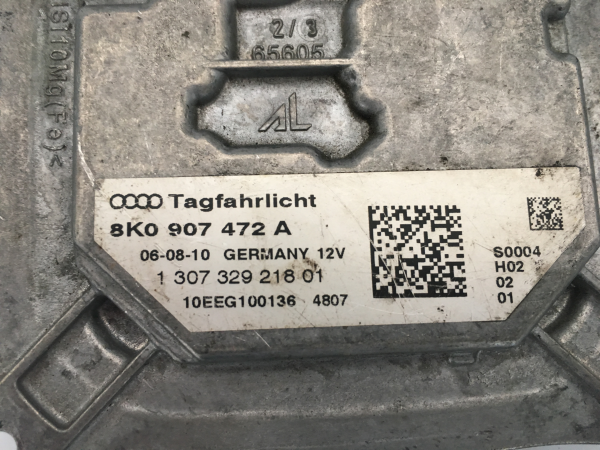 2/3
65605
AL
Tagfahrlicht
8K0 907 472 A
06-08-10 GERMANY 12V
1 307 329 218 01
10EEG100136 4807
S0004
H02
02
01